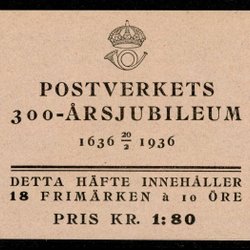 POSTVERKETS
300-ÅRSJUBILEUM
1636 20/2 1936
DETTA HÄFTE INNEHÅLLER
18 FRIMÄRKEN à 10 ÖRE
PRIS KR. 1:80